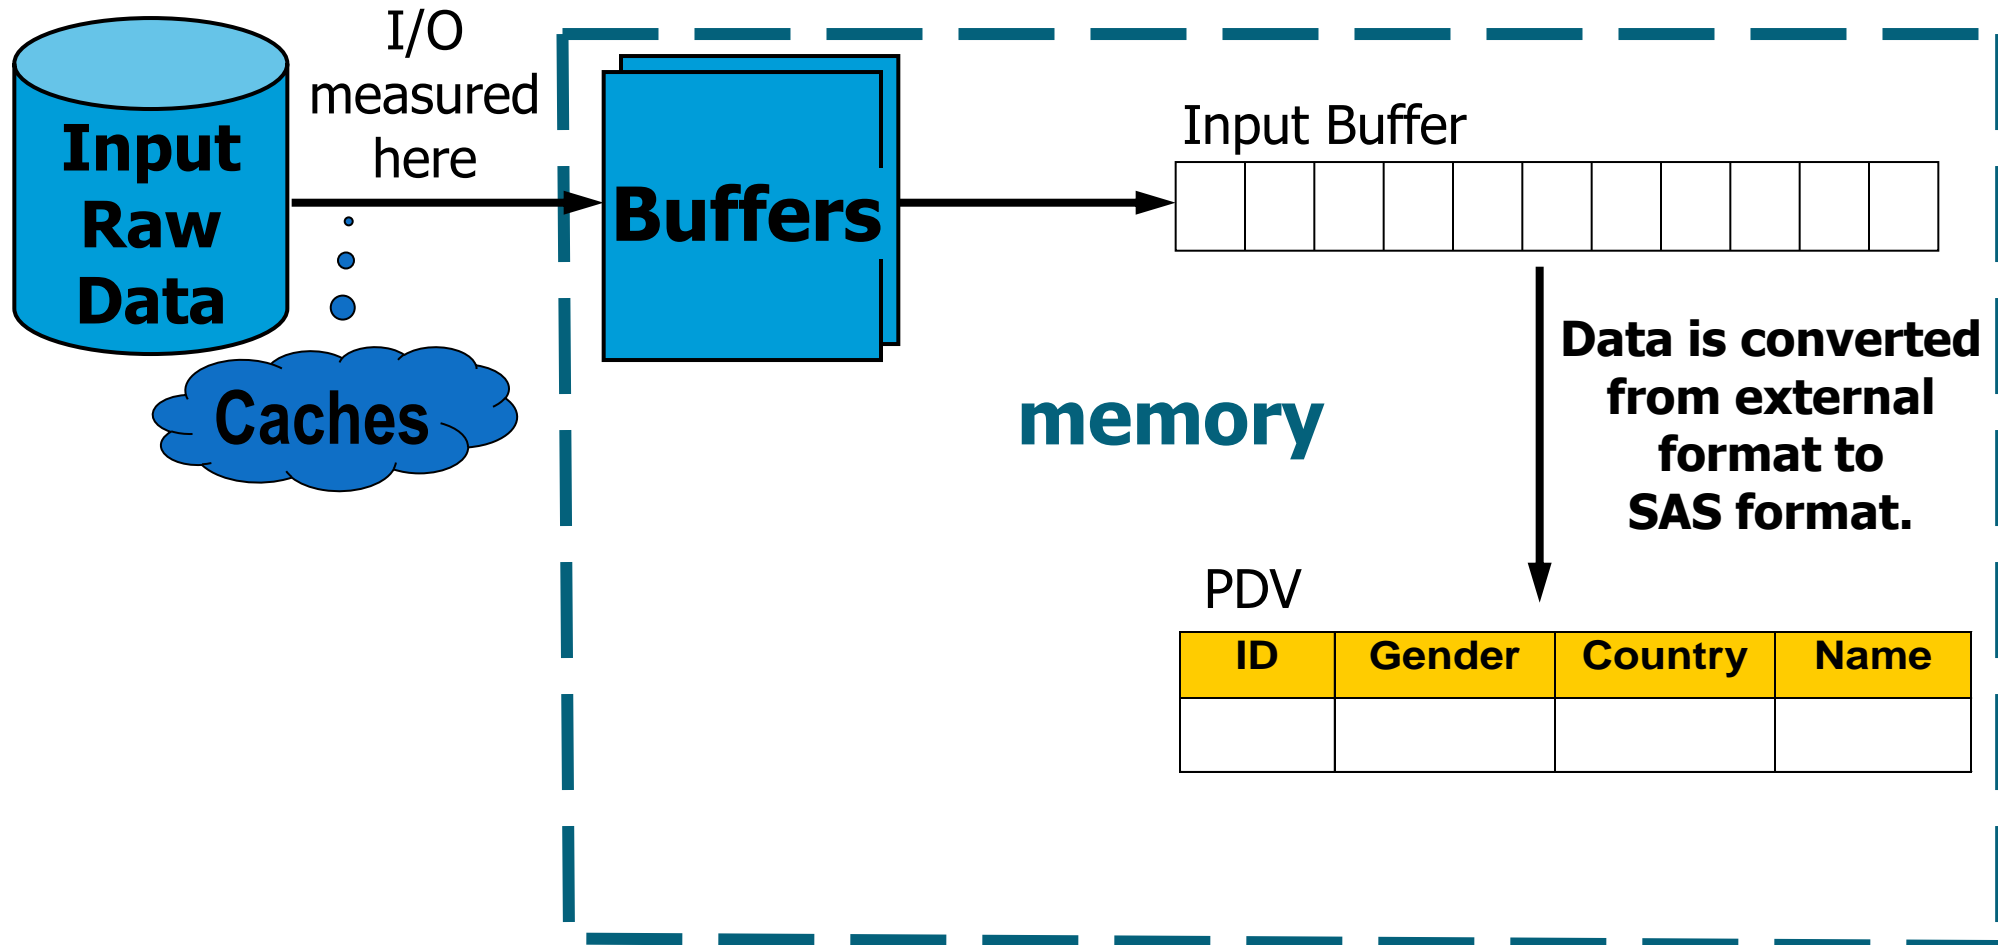 Input
Raw
Data
I/O
measured
here
Caches
Buffers
Input Buffer
memory
Data is converted
from external
format to
SAS format.
PDV
ID Gender Country Name